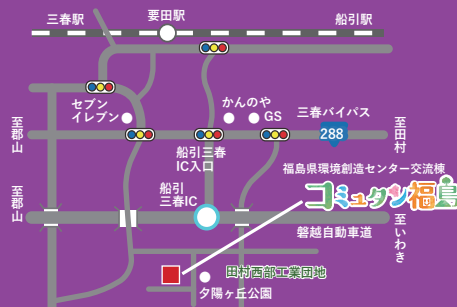 三春駅
要田駅
船引駅
セブン
イレブン
かんのや
GS
三春バイパス
288
至郡山
至田村
船引三春
IC入口
福島県環境創造センター交流棟
コミュタン福島
船引
三春IC
至郡山
至いわき
磐越自動車道
田村西部工業団地
夕陽ヶ丘公園